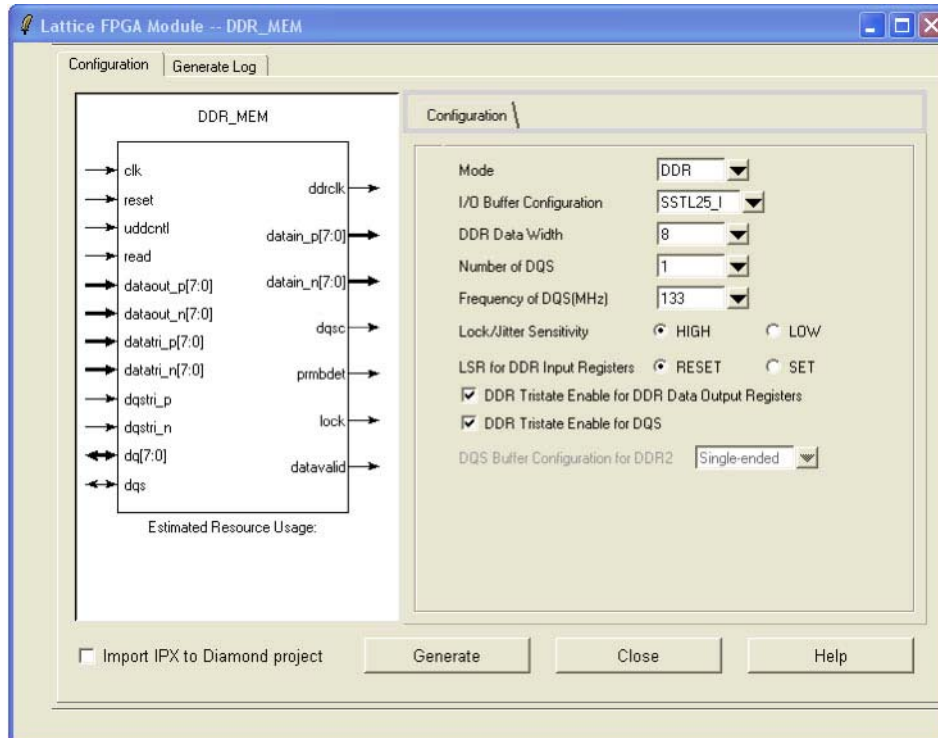 Lattice FPGA Module -- DDR_MEM
Configuration
Generate Log
DDR_MEM
clk
reset
uddcntl
read
dataout_p[7:0]
dataout_n[7:0]
datatri_p[7:0]
datatri_n[7:0]
dqstri_p
dqstri_n
dq[7:0]
dqs
ddrclk
datain_p[7:0]
datain_n[7:0]
dqsc
prmbdet
lock
datavalid
Estimated Resource Usage:
Configuration
Mode DDR
I/O Buffer Configuration SSTL25_I
DDR Data Width 8
Number of DQS 1
Frequency of DQS(MHz) 133
Lock/Jitter Sensitivity HIGH LOW
LSR for DDR Input Registers RESET SET
DDR Tristate Enable for DDR Data Output Registers
DDR Tristate Enable for DQS
DQS Buffer Configuration for DDR2 Single-ended
Import IPX to Diamond project
Generate
Close
Help